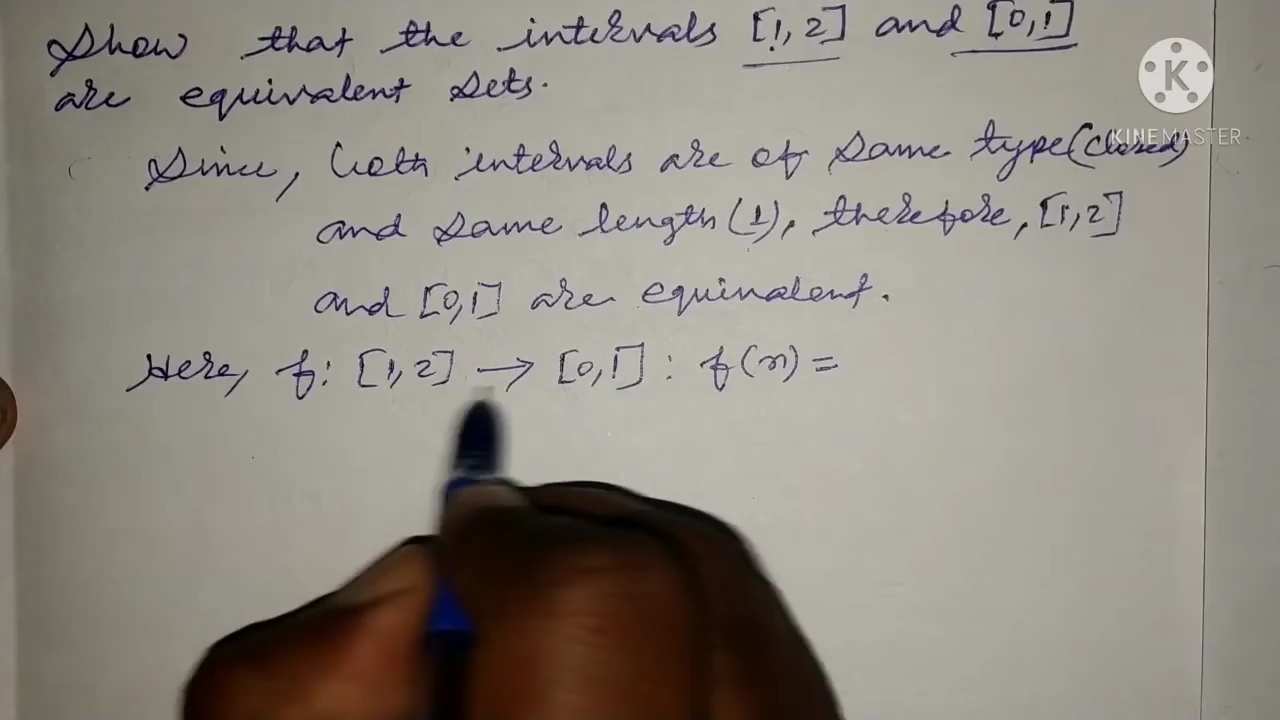 Show that the intervals [1,2] and [0,1]
are equivalent sets.
K
KINEMASTER
Since, both intervals are of same type (closed)
and same length (1), therefore, [1,2]
and [0,1] are equivalent.
Here, f: [1,2] → [0,1] : f(x) =